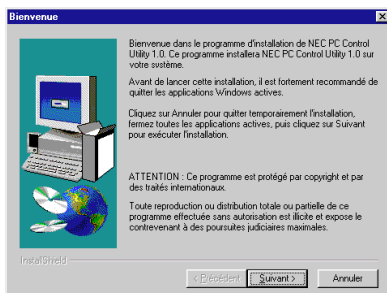 Bienvenue
Bienvenue dans le programme d'installation de NEC PC Control
Utility 1.0. Ce programme installera NEC PC Control Utility 1.0 sur
votre système.
Avant de lancer cette installation, il est fortement recommandé de
quitter les applications Windows actives.
Cliquez sur Annuler pour quitter temporairement l'installation,
fermez toutes les applications actives, puis cliquez sur Suivant
pour exécuter l'installation.
ATTENTION : Ce programme est protégé par copyright et par
des traités internationaux.
Toute reproduction ou distribution totale ou partielle de ce
programme effectuée sans autorisation est illicite et expose le
contrevenant à des poursuites judiciaires maximales.
InstallShield
< Précédent Suivant > Annuler